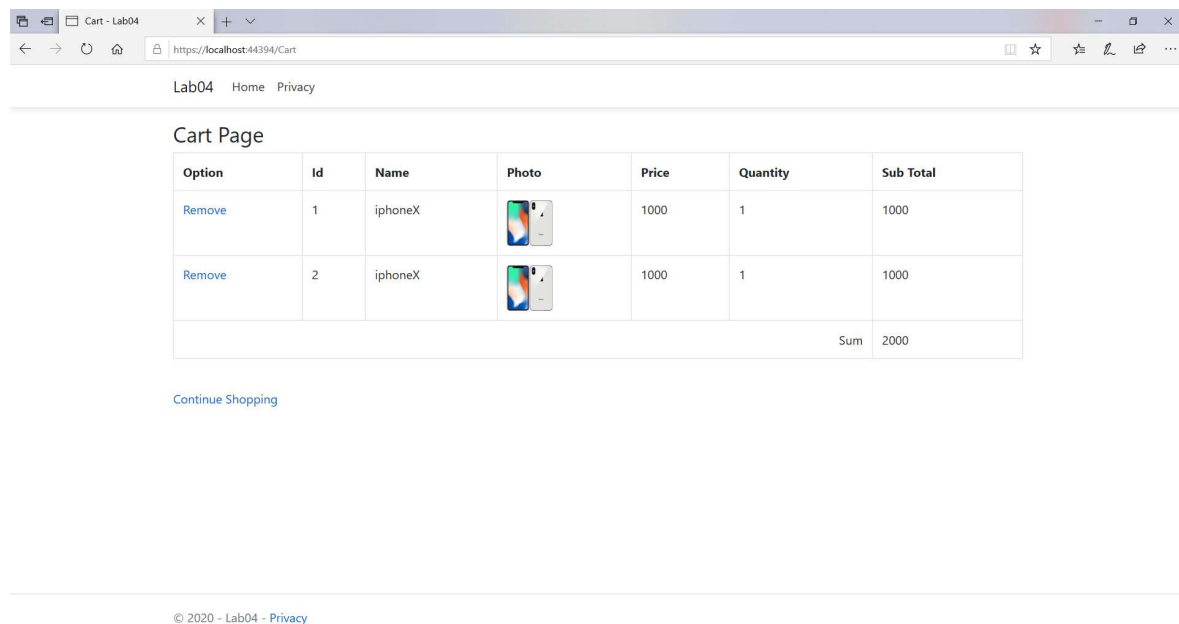 Cart - Lab04
https://localhost:44394/Cart
Lab04 Home Privacy
Cart Page
Option Id Name Photo Price Quantity Sub Total
Remove 1 iphoneX 1000 1 1000
Remove 2 iphoneX 1000 1 1000
Sum 2000
Continue Shopping
© 2020 - Lab04 - Privacy